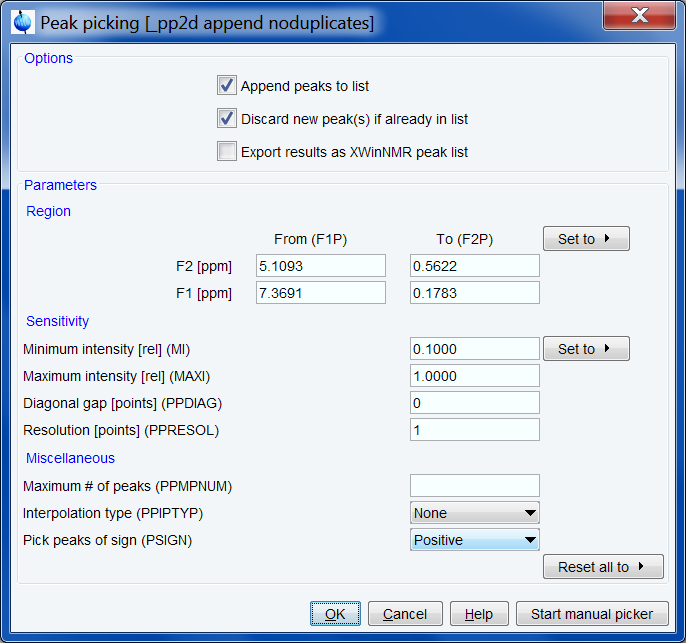 Peak picking [_pp2d append noduplicates]
Options
Append peaks to list
Discard new peak(s) if already in list
Export results as XWinNMR peak list
Parameters
Region
From (F1P) To (F2P) Set to
F2 [ppm] 5.1093 0.5622
F1 [ppm] 7.3691 0.1783
Sensitivity
Minimum intensity [rel] (MI) 0.1000 Set to
Maximum intensity [rel] (MAXI) 1.0000
Diagonal gap [points] (PPDIAG) 0
Resolution [points] (PPRESOL) 1
Miscellaneous
Maximum # of peaks (PPMPNUM)
Interpolation type (PPIPTYP) None
Pick peaks of sign (PSIGN) Positive
Reset all to
OK Cancel Help Start manual picker